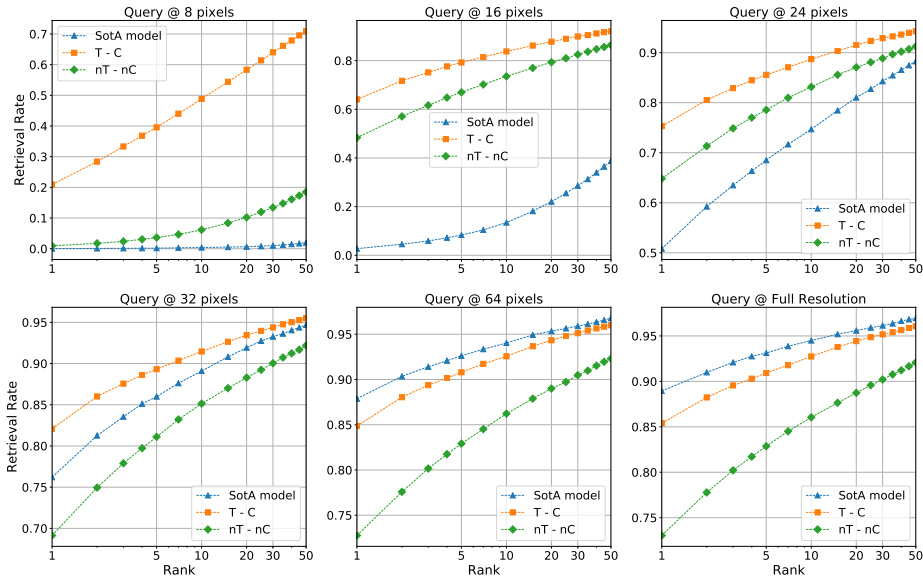 Query @ 8 pixels
Retrieval Rate
0.7
0.6
0.5
0.4
0.3
0.2
0.1
0.0
1
5
10
20
30
50
SotA model
T - C
nT - nC
Query @ 16 pixels
0.8
0.6
0.4
0.2
0.0
1
5
10
20
30
50
SotA model
T - C
nT - nC
Query @ 24 pixels
0.9
0.8
0.7
0.6
0.5
1
5
10
20
30
50
SotA model
T - C
nT - nC
Query @ 32 pixels
Retrieval Rate
0.95
0.90
0.85
0.80
0.75
0.70
1
5
10
20
30
50
Rank
SotA model
T - C
nT - nC
Query @ 64 pixels
0.95
0.90
0.85
0.80
0.75
1
5
10
20
30
50
Rank
SotA model
T - C
nT - nC
Query @ Full Resolution
0.95
0.90
0.85
0.80
0.75
1
5
10
20
30
50
Rank
SotA model
T - C
nT - nC